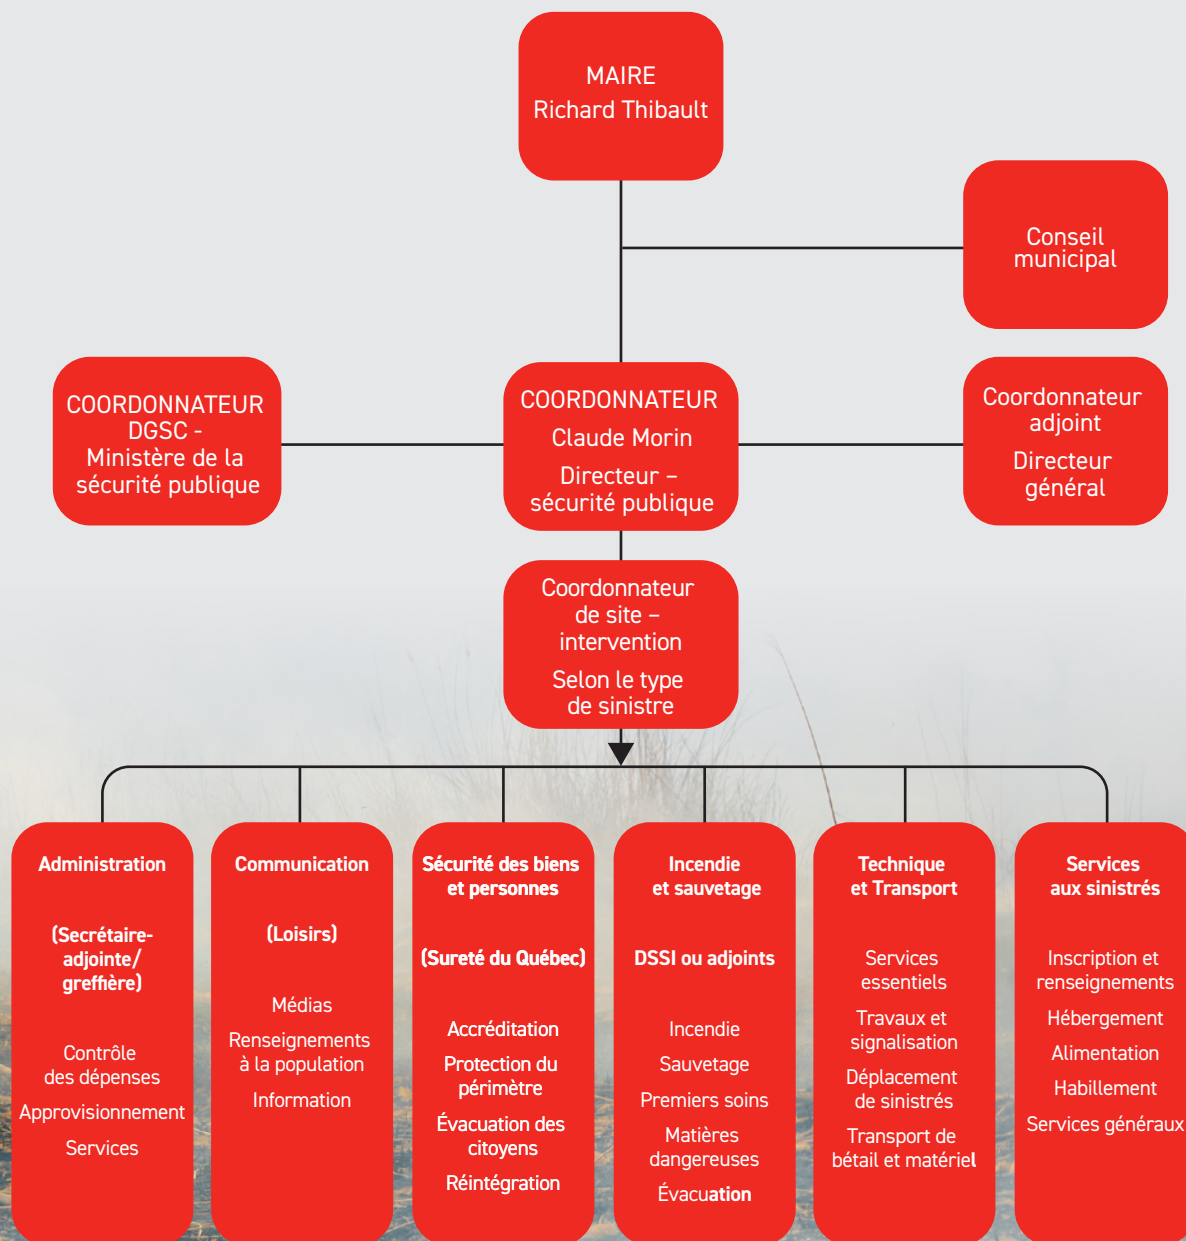 MAIRE
Richard Thibault
Conseil
municipal
COORDONNATEUR
DGSC -
Ministère de la
sécurité publique
COORDONNATEUR
Claude Morin
Directeur –
sécurité publique
Coordonnateur
adjoint
Directeur
général
Coordonnateur
de site –
intervention
Selon le type
de sinistre
Administration
(Secrétaire-
adjointe/
greffière)
Contrôle
des dépenses
Approvisionnement
Services
Communication
(Loisirs)
Médias
Renseignements
à la population
Information
Sécurité des biens
et personnes
(Sureté du Québec)
Accréditation
Protection du
périmètre
Évacuation des
citoyens
Réintégration
Incendie
et sauvetage
DSSI ou adjoints
Incendie
Sauvetage
Premiers soins
Matières
dangereuses
Évacuation
Technique
et Transport
Services
essentiels
Travaux et
signalisation
Déplacement
de sinistrés
Transport de
bétail et matériel
Services
aux sinistrés
Inscription et
renseignements
Hébergement
Alimentation
Habillement
Services généraux